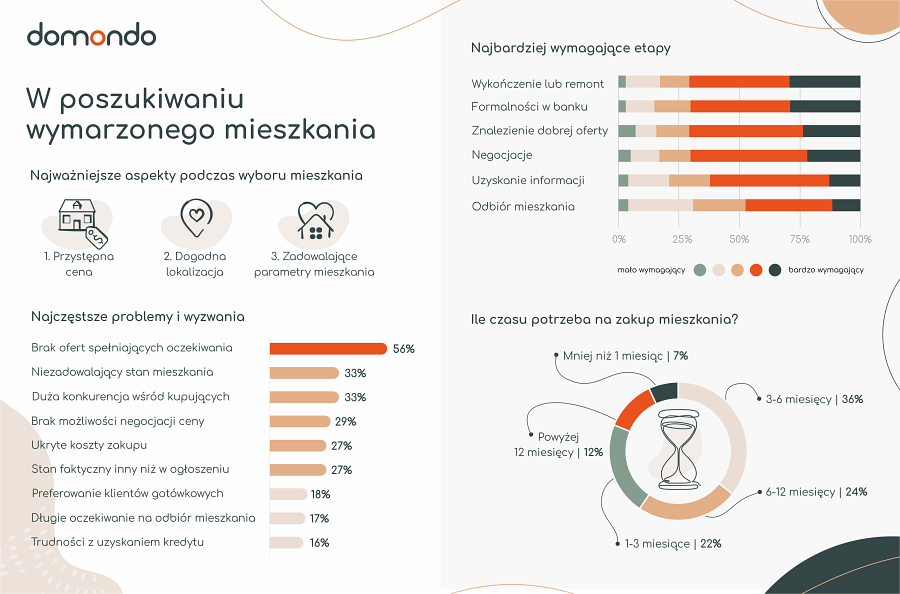 domondo
W poszukiwaniu
wymarzonego mieszkania
Najważniejsze aspekty podczas wyboru mieszkania
1. Przystępna
cena
2. Dogodna
lokalizacja
3. Zadowalające
parametry mieszkania
Najczęstsze problemy i wyzwania
Brak ofert spełniających oczekiwania 56%
Niezadowalający stan mieszkania 33%
Duża konkurencja wśród kupujących 33%
Brak możliwości negocjacji ceny 29%
Ukryte koszty zakupu 27%
Stan faktyczny inny niż w ogłoszeniu 27%
Preferowanie klientów gotówkowych 18%
Długie oczekiwanie na odbiór mieszkania 17%
Trudności z uzyskaniem kredytu 16%
Najbardziej wymagające etapy
Wykończenie lub remont
Formalności w banku
Znalezienie dobrej oferty
Negocjacje
Uzyskanie informacji
Odbiór mieszkania
0% 25% 50% 75% 100%
mało wymagający bardzo wymagający
Ile czasu potrzeba na zakup mieszkania?
Mniej niż 1 miesiąc | 7%
3-6 miesięcy | 36%
Powyżej
12 miesięcy | 12%
6-12 miesięcy | 24%
1-3 miesiące | 22%